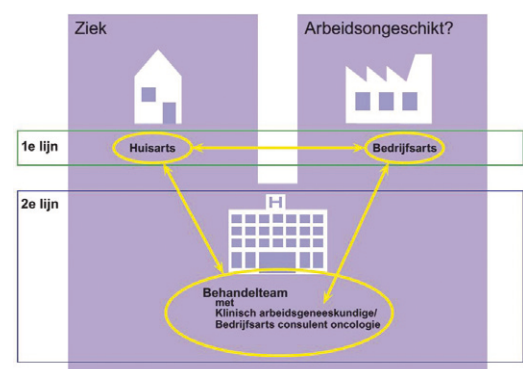 Ziek
Arbeidsongeschikt?
1e lijn
Huisarts
Bedrijfsarts
2e lijn
H
Behandelteam
met
Klinisch arbeidsgeneeskundige/
Bedrijfsarts consulent oncologie